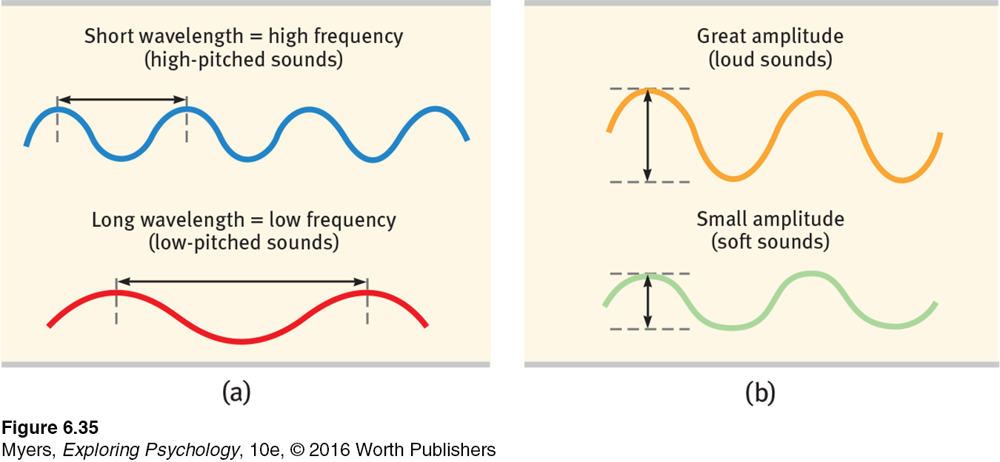 Short wavelength = high frequency
(high-pitched sounds)
Long wavelength = low frequency
(low-pitched sounds)
(a)
Great amplitude
(loud sounds)
Small amplitude
(soft sounds)
(b)
Figure 6.35
Myers, Exploring Psychology, 10e, © 2016 Worth Publishers